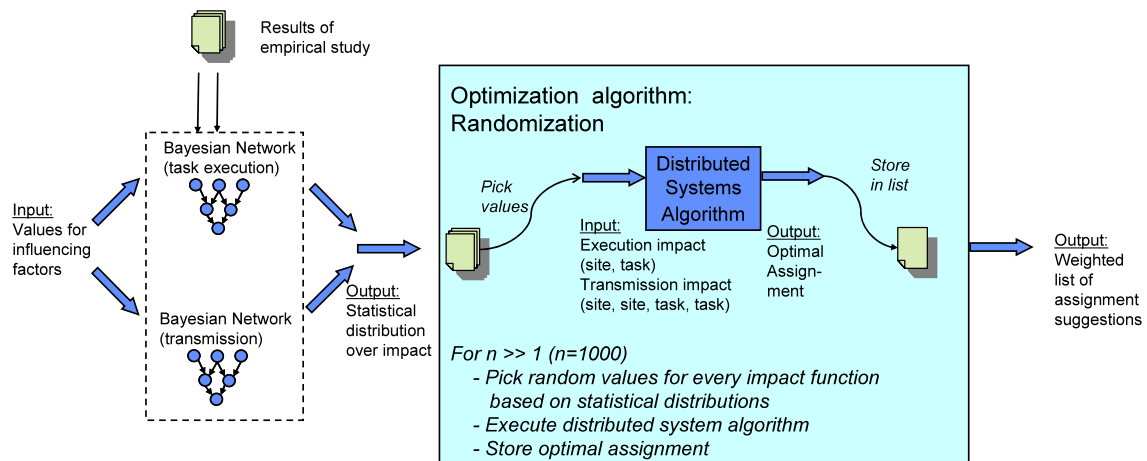 Results of
empirical study
Input:
Values for
influencing
factors
Bayesian Network
(task execution)
Bayesian Network
(transmission)
Output:
Statistical
distribution
over impact
Optimization algorithm:
Randomization
Pick
values
Distributed
Systems
Algorithm
Store
in list
Input:
Execution impact
(site, task)
Transmission impact
(site, site, task, task)
Output:
Optimal
Assign-
ment
For n >> 1 (n=1000)
- Pick random values for every impact function
based on statistical distributions
- Execute distributed system algorithm
- Store optimal assignment
Output:
Weighted
list of
assignment
suggestions